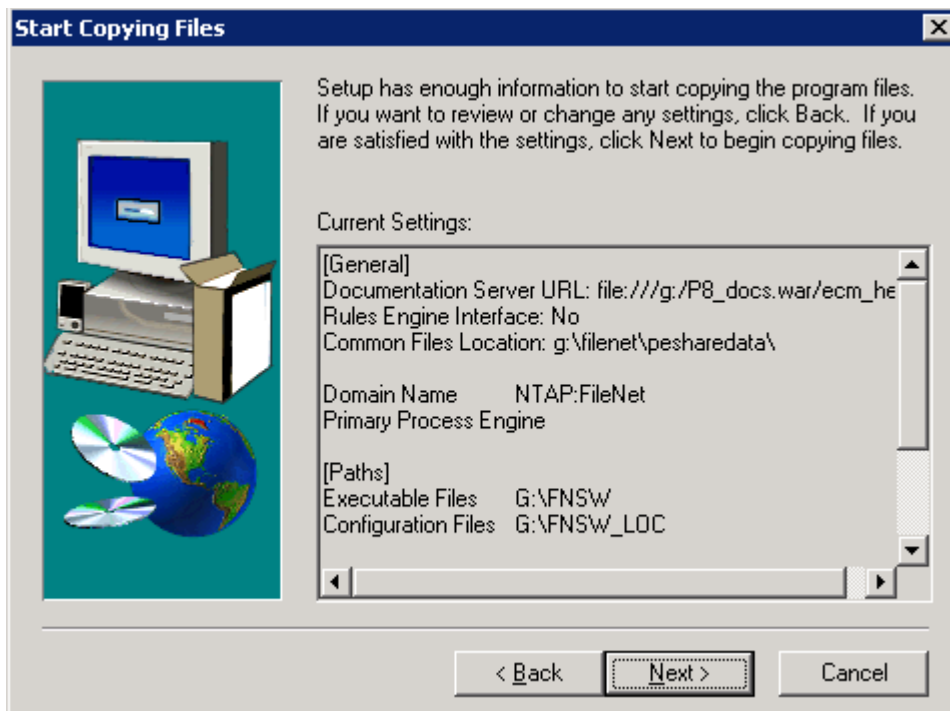 Start Copying Files
Setup has enough information to start copying the program files.
If you want to review or change any settings, click Back. If you
are satisfied with the settings, click Next to begin copying files.
Current Settings:
[General]
Documentation Server URL: file:///g:/P8_docs.war/ecm_he
Rules Engine Interface: No
Common Files Location: g:\filenet\pesharedata\
Domain Name NTAP:FileNet
Primary Process Engine
[Paths]
Executable Files G:\FNSW
Configuration Files G:\FNSW_LOC
< Back Next > Cancel